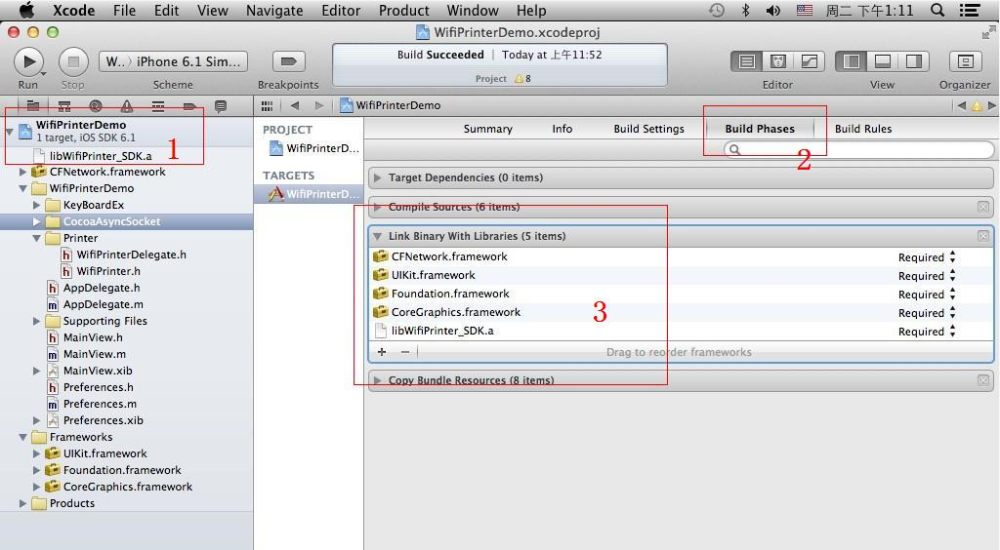 Xcode File Edit View Navigate Editor Product Window Help 周二 下午1:11
WifiPrinterDemo.xcodeproj
W.. iPhone 6.1 Sim...
Build Succeeded | Today at 上午11:52
Project 8
Run Stop Scheme Breakpoints Editor View Organizer
WifiPrinterDemo
1 target, iOS SDK 6.1
1
libWifiPrinter_SDK.a
CFNetwork.framework
WifiPrinterDemo
KeyBoardEx
CocoaAsyncSocket
Printer
WifiPrinterDelegate.h
WifiPrinter.h
AppDelegate.h
AppDelegate.m
Supporting Files
MainView.h
MainView.m
MainView.xib
Preferences.h
Preferences.m
Preferences.xib
Frameworks
UIKit.framework
Foundation.framework
CoreGraphics.framework
Products
WifiPrinterDemo
PROJECT
WifiPrinterD...
TARGETS
WifiPrinterD...
Summary Info Build Settings Build Phases Build Rules
2
Target Dependencies (0 items)
Compile Sources (6 items)
Link Binary With Libraries (5 items)
CFNetwork.framework Required
UIKit.framework Required
Foundation.framework Required
CoreGraphics.framework Required
3
libWifiPrinter_SDK.a Required
+ − Drag to reorder frameworks
Copy Bundle Resources (8 items)